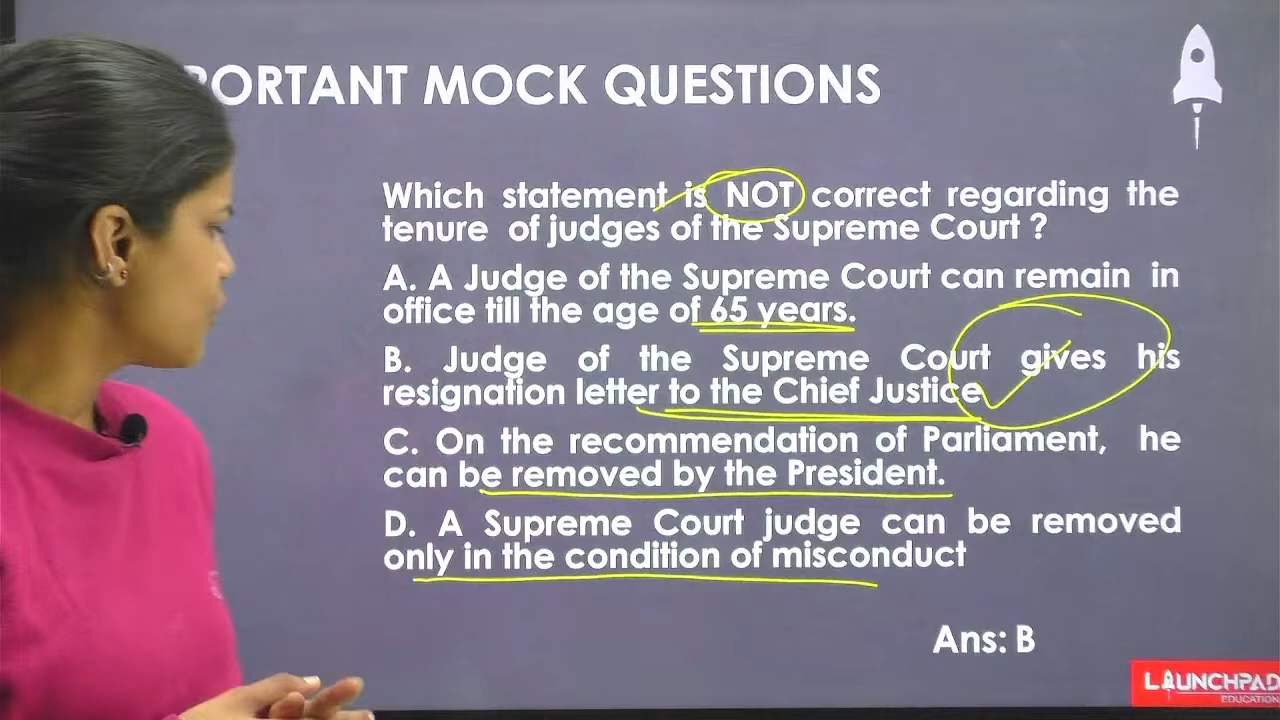 PORTANT MOCK QUESTIONS
Which statement is NOT correct regarding the
tenure of judges of the Supreme Court ?
A. A Judge of the Supreme Court can remain in
office till the age of 65 years.
B. Judge of the Supreme Court gives his
resignation letter to the Chief Justice
C. On the recommendation of Parliament, he
can be removed by the President.
D. A Supreme Court judge can be removed
only in the condition of misconduct
Ans: B
LAUNCHPAD
EDUCATION